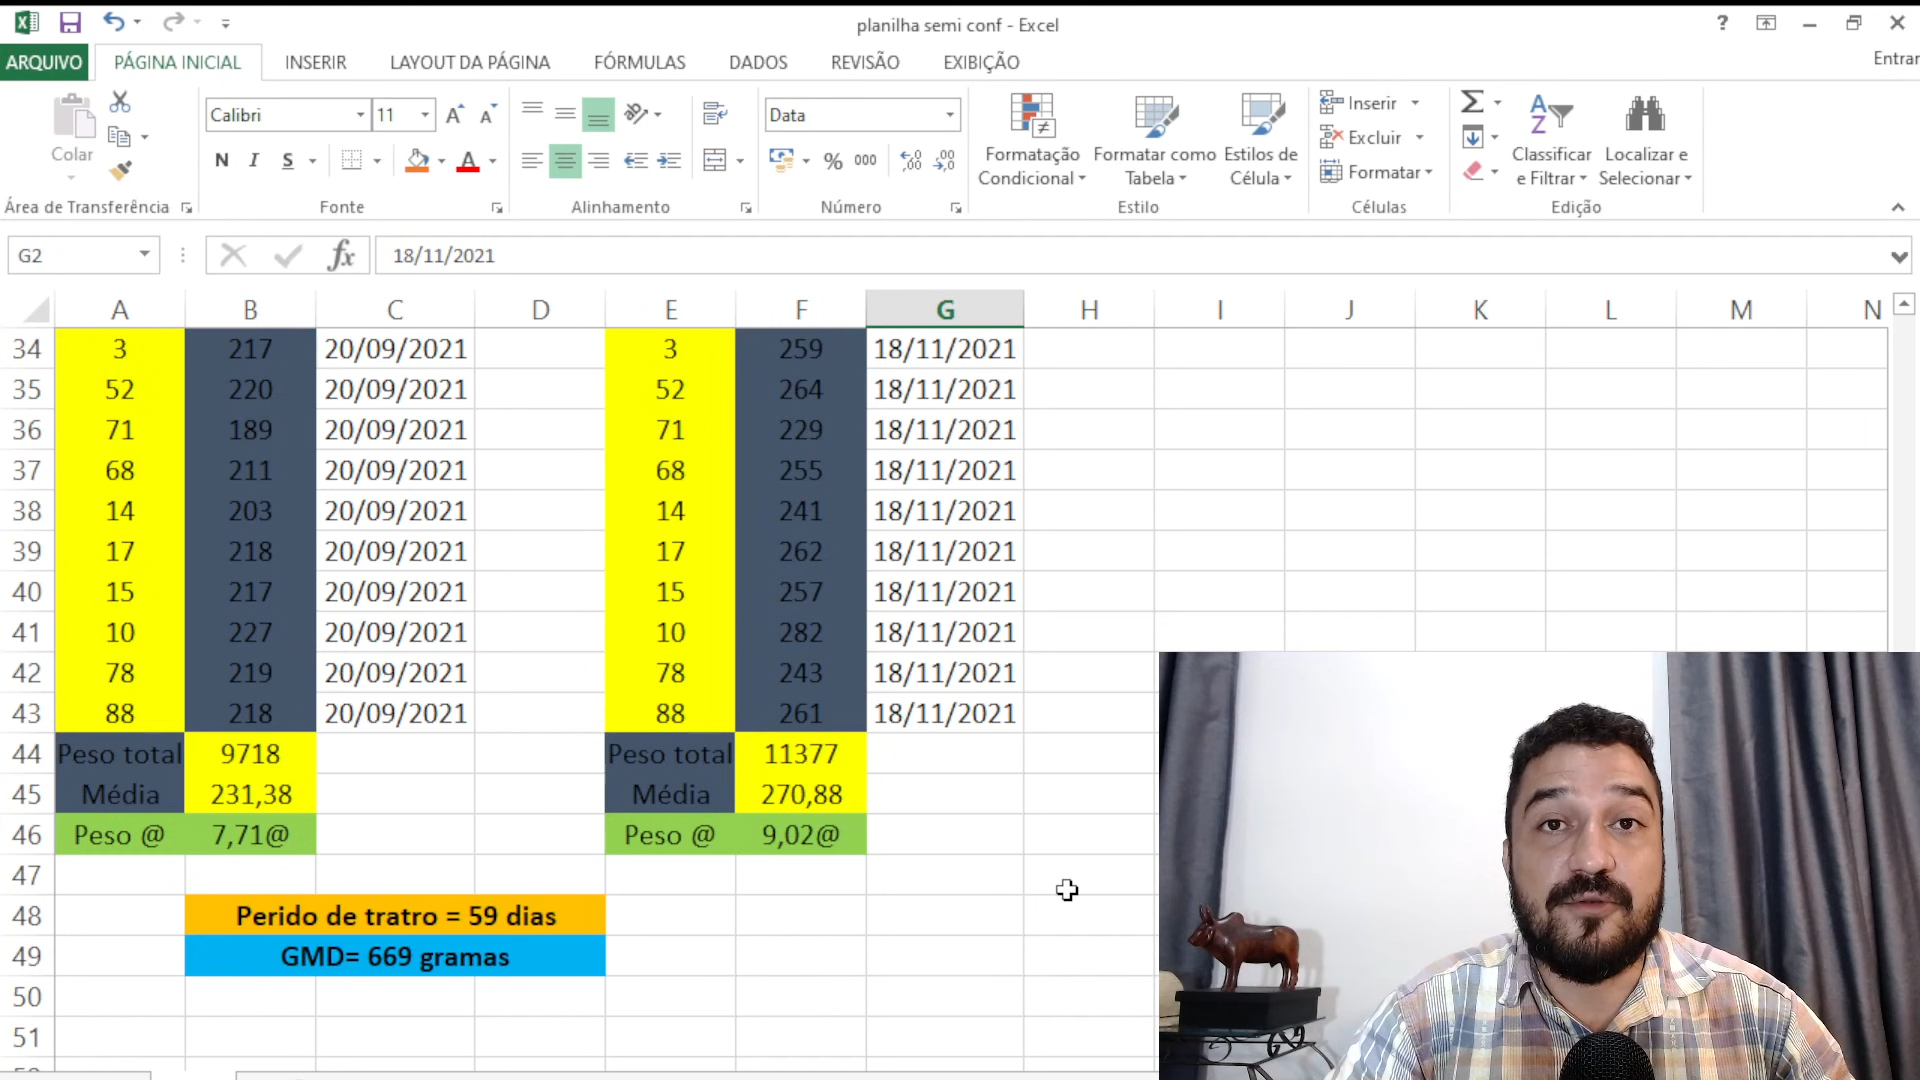 planilha semi conf - Excel
?
ARQUIVO PÁGINA INICIAL INSERIR LAYOUT DA PÁGINA FÓRMULAS DADOS REVISÃO EXIBIÇÃO Entrar
Colar
Calibri 11
N I S
Data
% 000
Formatação Condicional
Formatar como Tabela
Estilos de Célula
Inserir
Excluir
Formatar
Classificar e Filtrar
Localizar e Selecionar
Área de Transferência Fonte Alinhamento Número Estilo Células Edição
G2 fx 18/11/2021
A B C D E F G H I J K L M N
34 3 217 20/09/2021 3 259 18/11/2021
35 52 220 20/09/2021 52 264 18/11/2021
36 71 189 20/09/2021 71 229 18/11/2021
37 68 211 20/09/2021 68 255 18/11/2021
38 14 203 20/09/2021 14 241 18/11/2021
39 17 218 20/09/2021 17 262 18/11/2021
40 15 217 20/09/2021 15 257 18/11/2021
41 10 227 20/09/2021 10 282 18/11/2021
42 78 219 20/09/2021 78 243 18/11/2021
43 88 218 20/09/2021 88 261 18/11/2021
44 Peso total 9718 Peso total 11377
45 Média 231,38 Média 270,88
46 Peso @ 7,71@ Peso @ 9,02@
47
48 Perido de tratro = 59 dias
49 GMD= 669 gramas
50
51